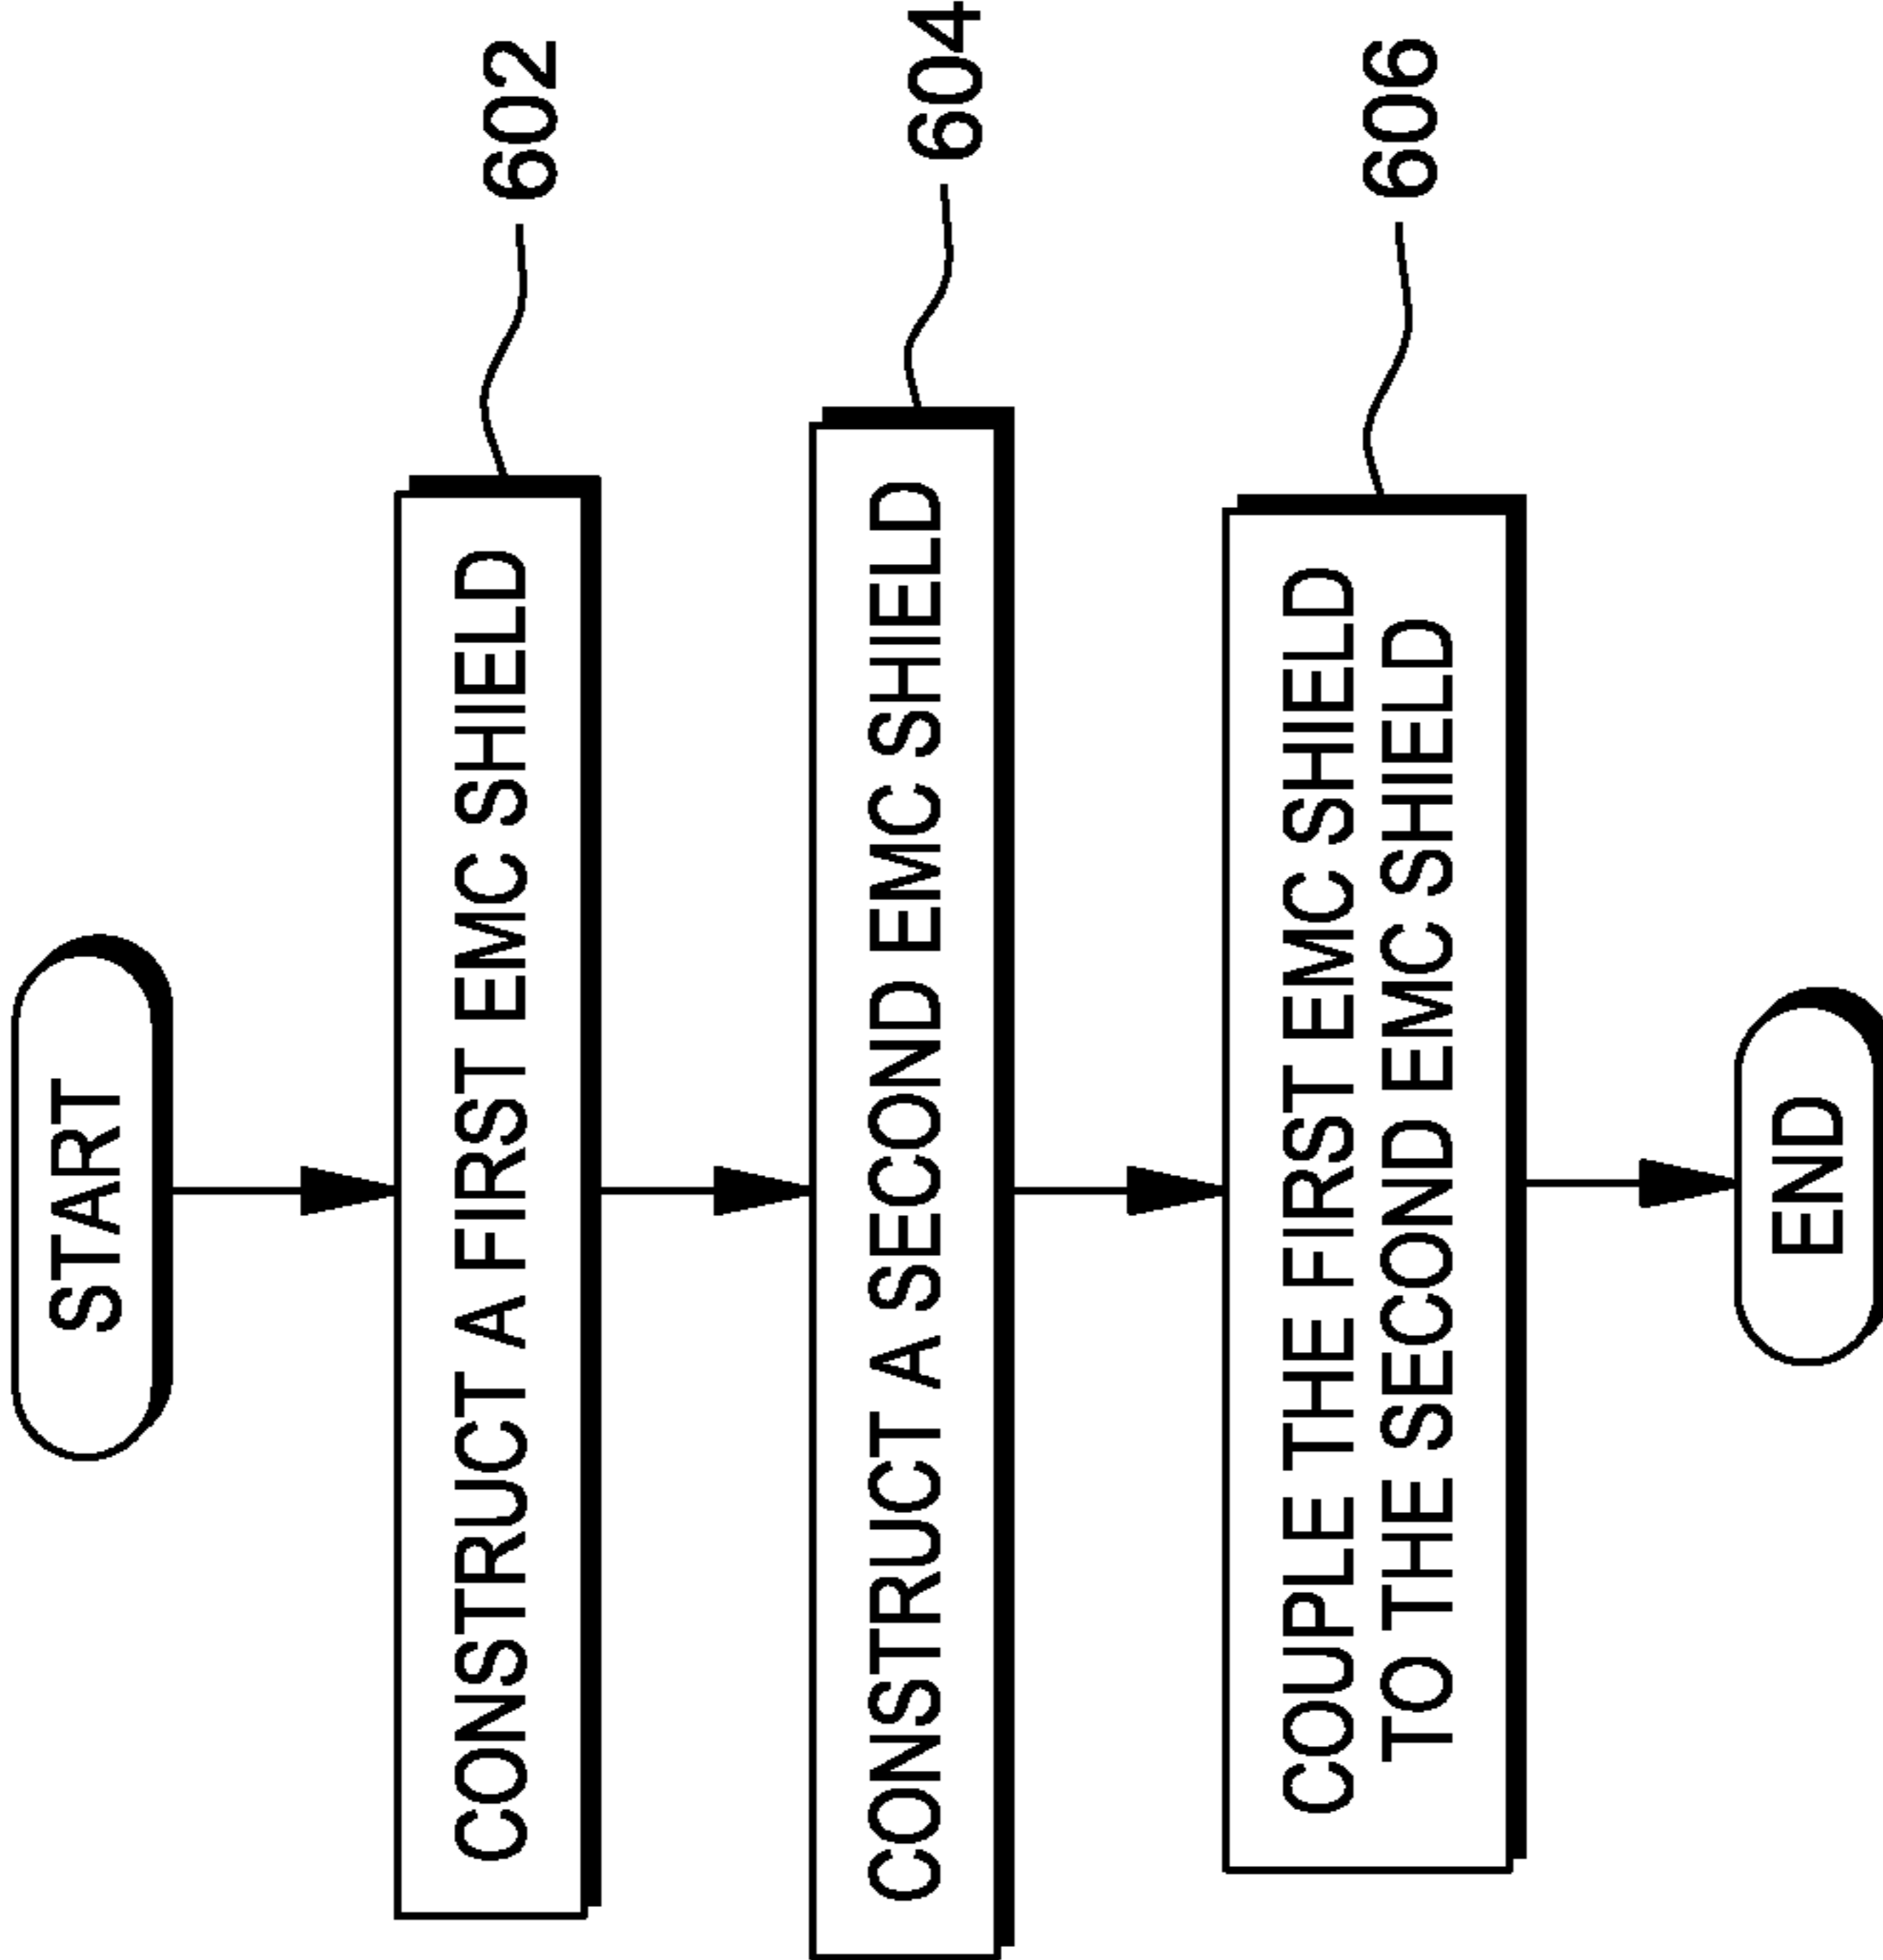 START
CONSTRUCT A FIRST EMC SHIELD
602
CONSTRUCT A SECOND EMC SHIELD
604
COUPLE THE FIRST EMC SHIELD
TO THE SECOND EMC SHIELD
606
END